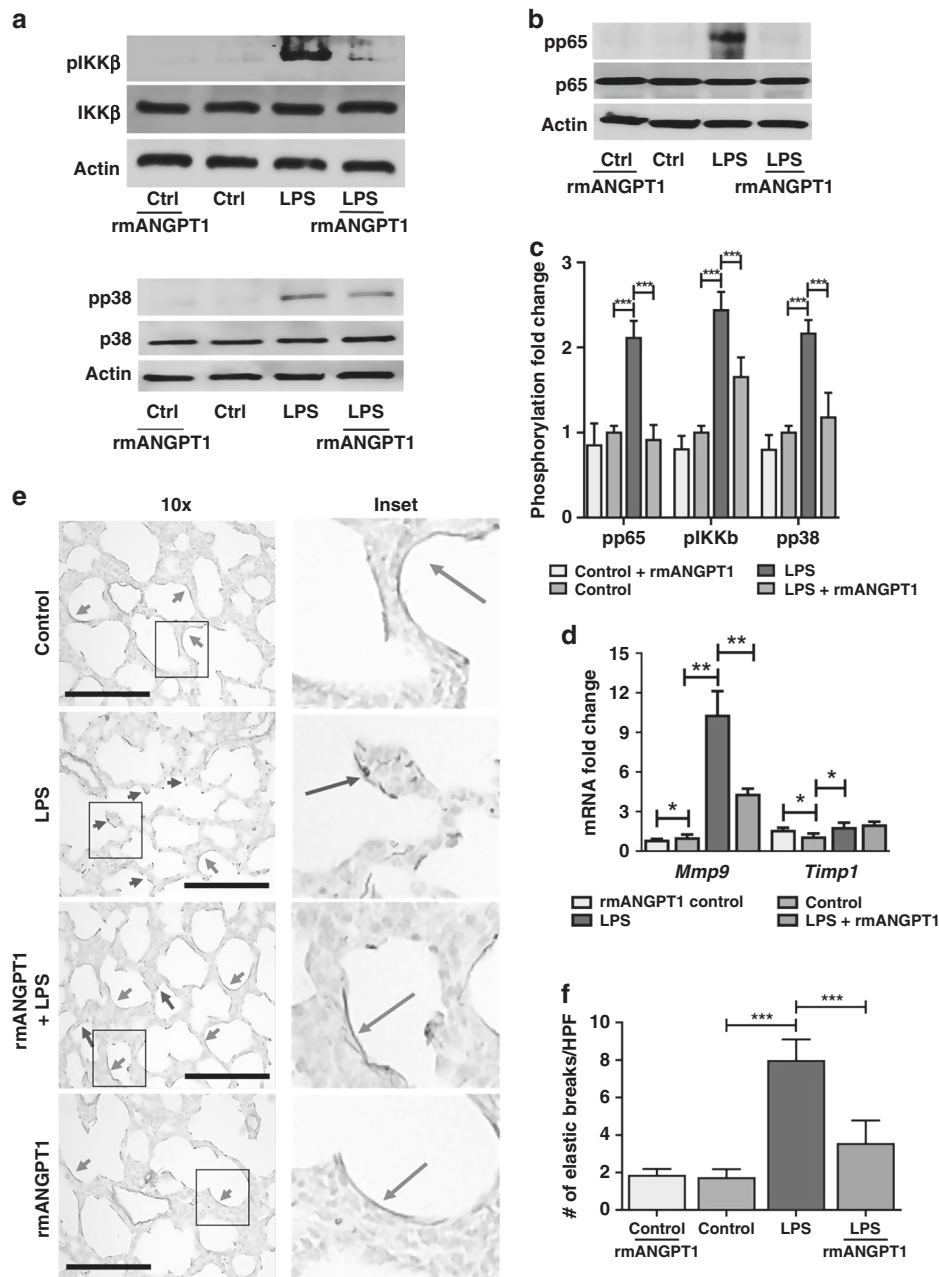 a
pIKKβ
IKKβ
Actin
Ctrl Ctrl LPS LPS
rmANGPT1 rmANGPT1
pp38
p38
Actin
Ctrl Ctrl LPS LPS
rmANGPT1 rmANGPT1
b
pp65
p65
Actin
Ctrl Ctrl LPS LPS
rmANGPT1 rmANGPT1
c
Phosphorylation fold change
3
2
1
0
*** *** *** *** *** ***
pp65 pIKKb pp38
Control + rmANGPT1 LPS
Control LPS + rmANGPT1
d
mRNA fold change
15
12
9
6
3
0
* ** ** * *
Mmp9 Timp1
rmANGPT1 control Control
LPS LPS + rmANGPT1
e
10x Inset
Control
LPS
rmANGPT1
+ LPS
rmANGPT1
f
# of elastic breaks/HPF
10
8
6
4
2
0
*** ***
Control Control LPS LPS
rmANGPT1 rmANGPT1